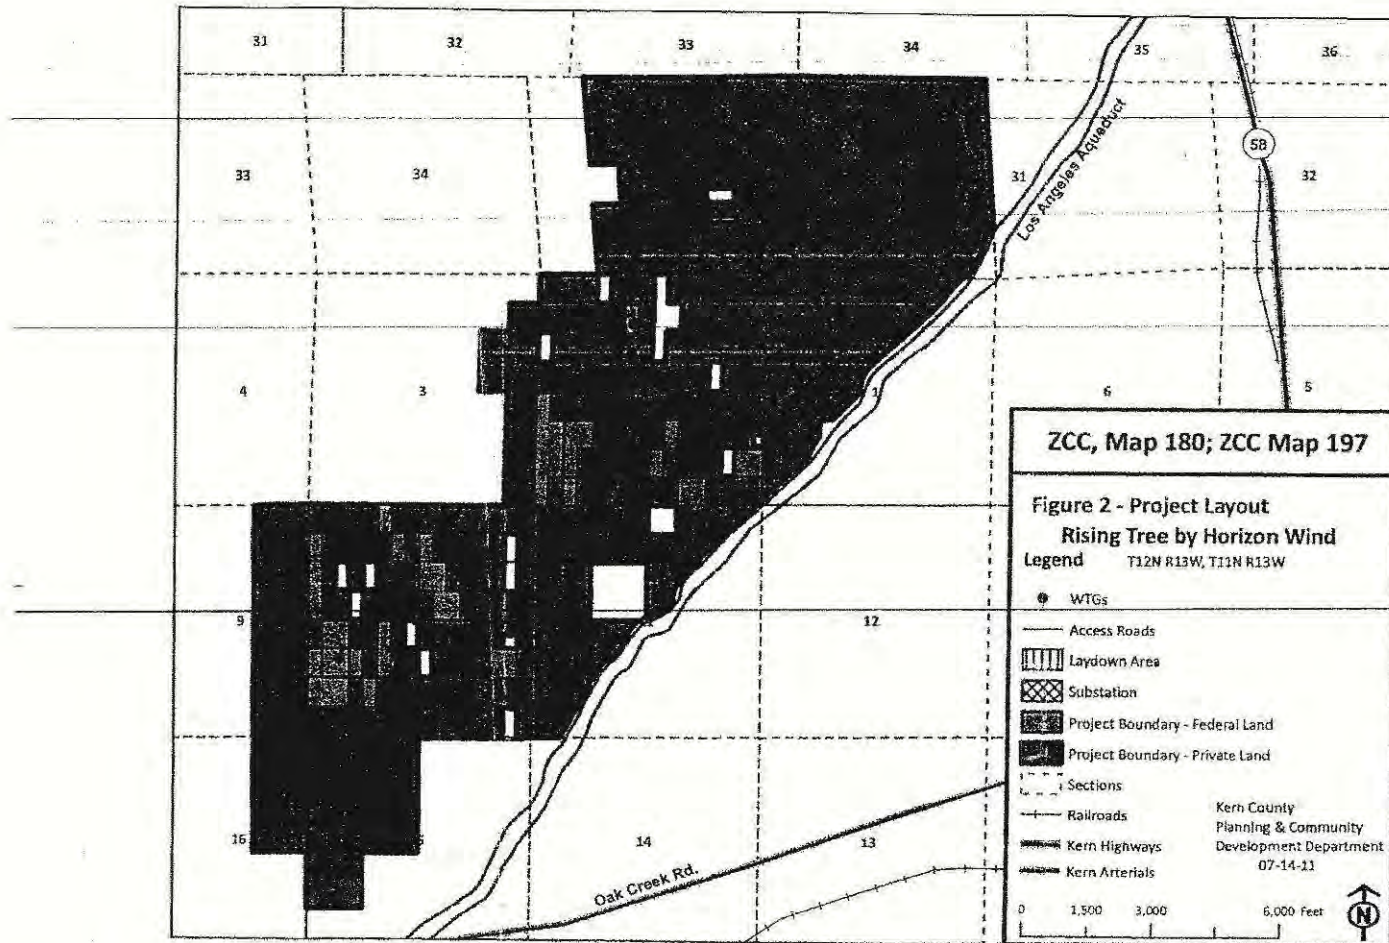 31 32 33 34 35 36
33 34 31 32
58
Los Angeles Aqueduct
4 3 1 6 5
ZCC, Map 180; ZCC Map 197
Figure 2 - Project Layout
Rising Tree by Horizon Wind
Legend T12N R13W, T11N R13W
WTGs
Access Roads
Laydown Area
Substation
Project Boundary - Federal Land
Project Boundary - Private Land
Sections
Railroads
Kern Highways
Kern Arterials
Kern County
Planning & Community
Development Department
07-14-11
0 1,500 3,000 6,000 Feet
N
9 12
16 14 13
Oak Creek Rd.